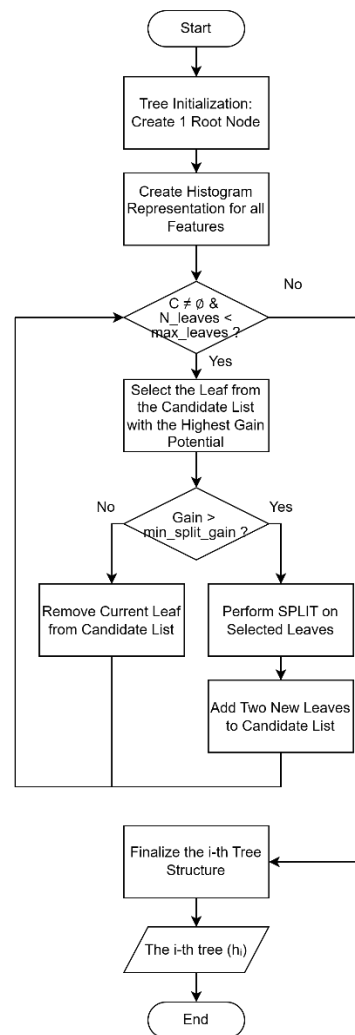 Start
Tree Initialization:
Create 1 Root Node
Create Histogram
Representation for all
Features
No
C ≠ ∅ &
N_leaves <
max_leaves ?
Yes
Select the Leaf from
the Candidate List
with the Highest Gain
Potential
No
Yes
Gain >
min_split_gain ?
Remove Current Leaf
from Candidate List
Perform SPLIT on
Selected Leaves
Add Two New Leaves
to Candidate List
Finalize the i-th Tree
Structure
The i-th tree (hᵢ)
End